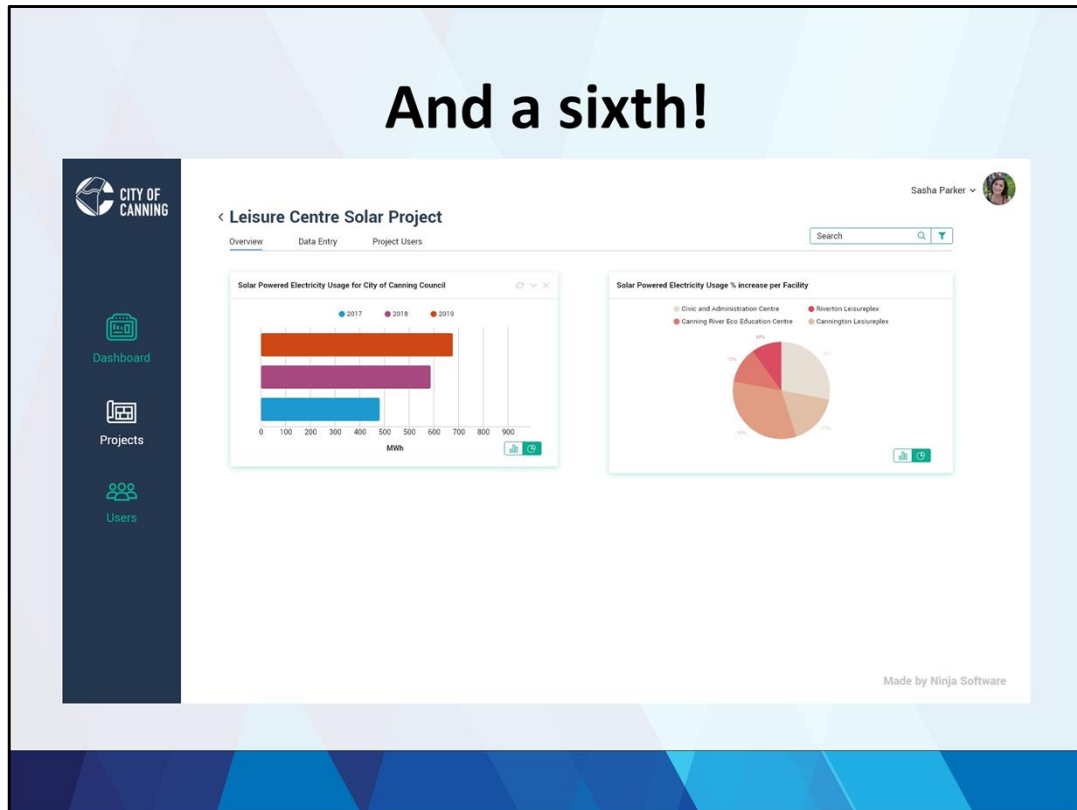 And a sixth!
CITY OF
CANNING
Sasha Parker
Leisure Centre Solar Project
Overview Data Entry Project Users
Search
Dashboard
Projects
Users
Solar Powered Electricity Usage for City of Canning Council
2017 2018 2019
0 100 200 300 400 500 500 600 700 800 900
MWh
Solar Powered Electricity Usage % increase per Facility
Civic and Administration Centre Riverton Leisureplex
Canning River Eco Education Centre Cannington Lesiureplex
Made by Ninja Software